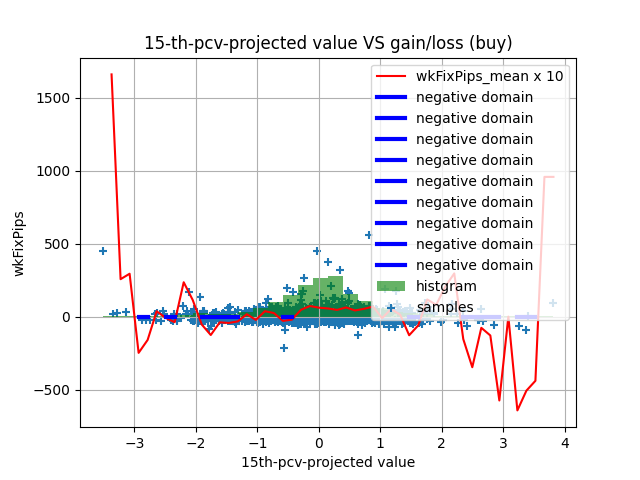 15-th-pcv-projected value VS gain/loss (buy)
wkFixPips_mean x 10
negative domain
negative domain
negative domain
negative domain
negative domain
negative domain
negative domain
negative domain
negative domain
histgram
samples
1500
1000
500
0
−500
wkFixPips
−3 −2 −1 0 1 2 3 4
15th-pcv-projected value